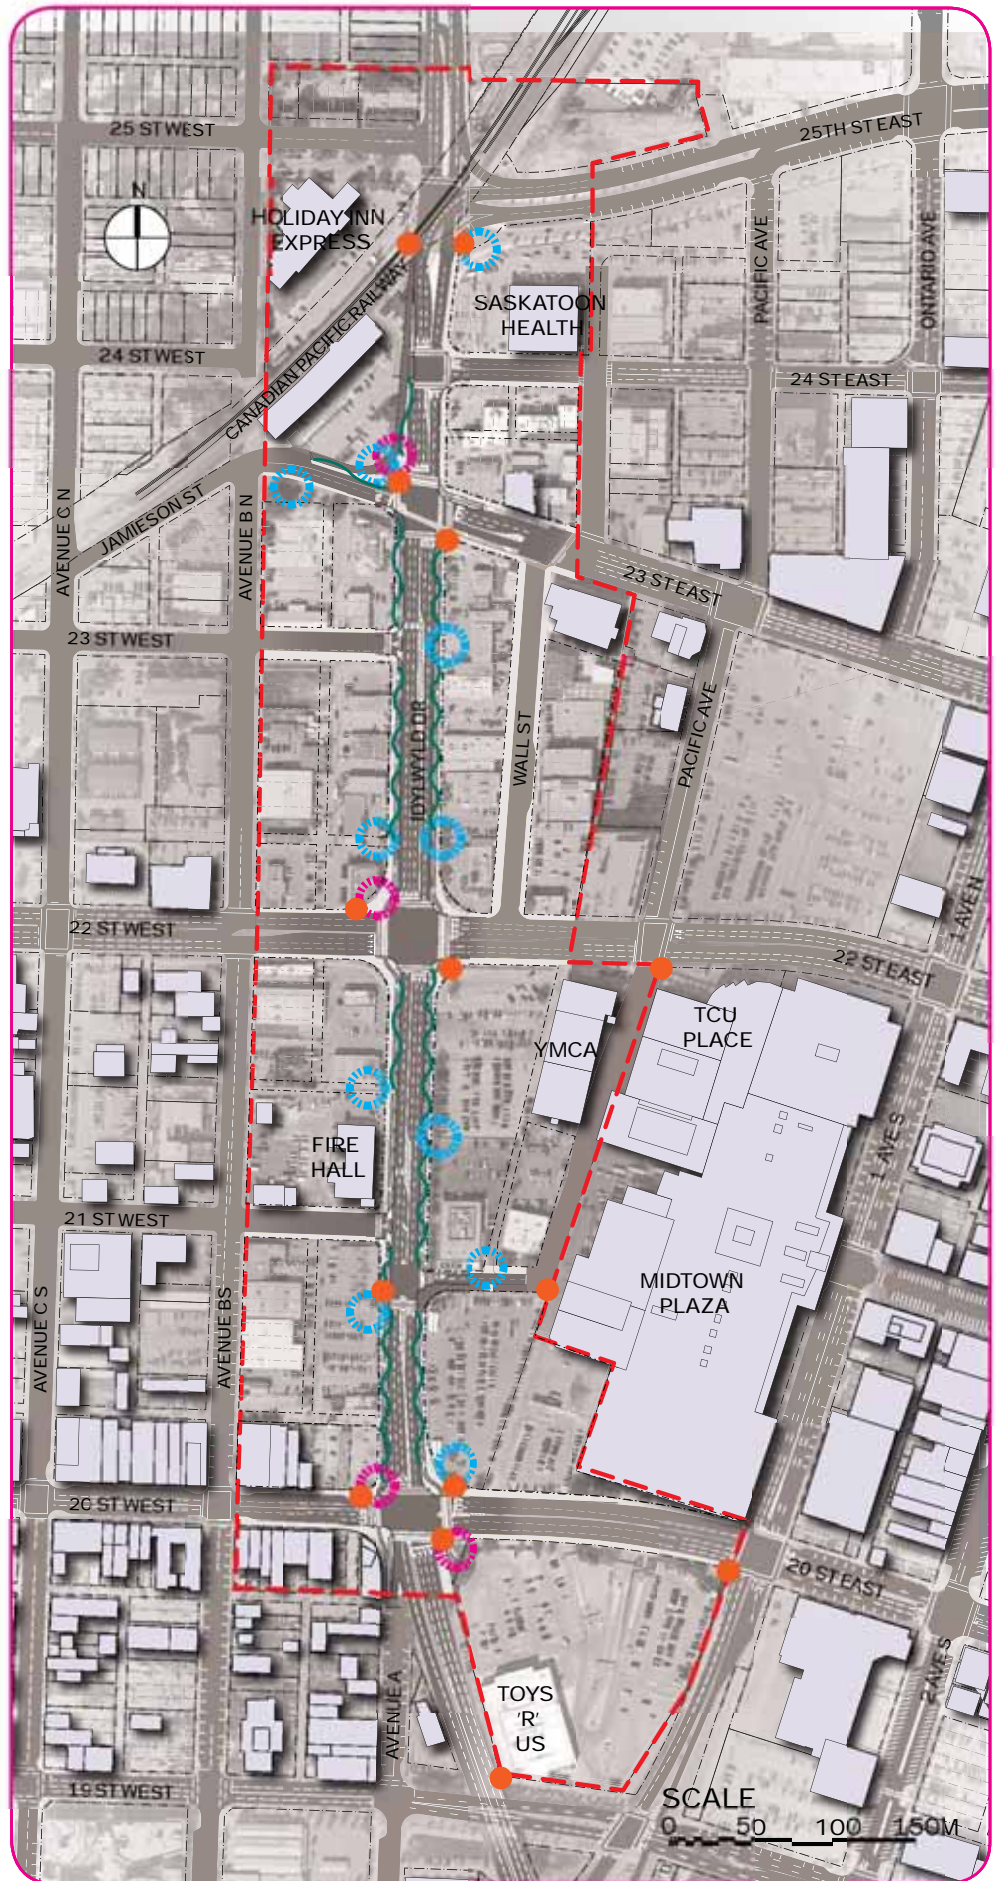 25 ST WEST
25TH ST EAST
N
HOLIDAY INN
EXPRESS
PACIFIC AVE
ONTARIO AVE
CANADIAN PACIFIC RAILWAY
SASKATOON
HEALTH
24 ST WEST
24 ST EAST
AVENUE C N
JAMIESON ST
AVENUE B N
23 ST EAST
23 ST WEST
IDYLWYLD DR
WALL ST
PACIFIC AVE
1 AVE N
22 ST WEST
22 ST EAST
TCU
PLACE
YMCA
FIRE
HALL
1 AVE S
21 ST WEST
MIDTOWN
PLAZA
AVENUE C S
AVENUE B S
20 ST WEST
20 ST EAST
2 AVE S
AVENUE A
TOYS
'R'
US
19 ST WEST
SCALE
0 50 100 150M